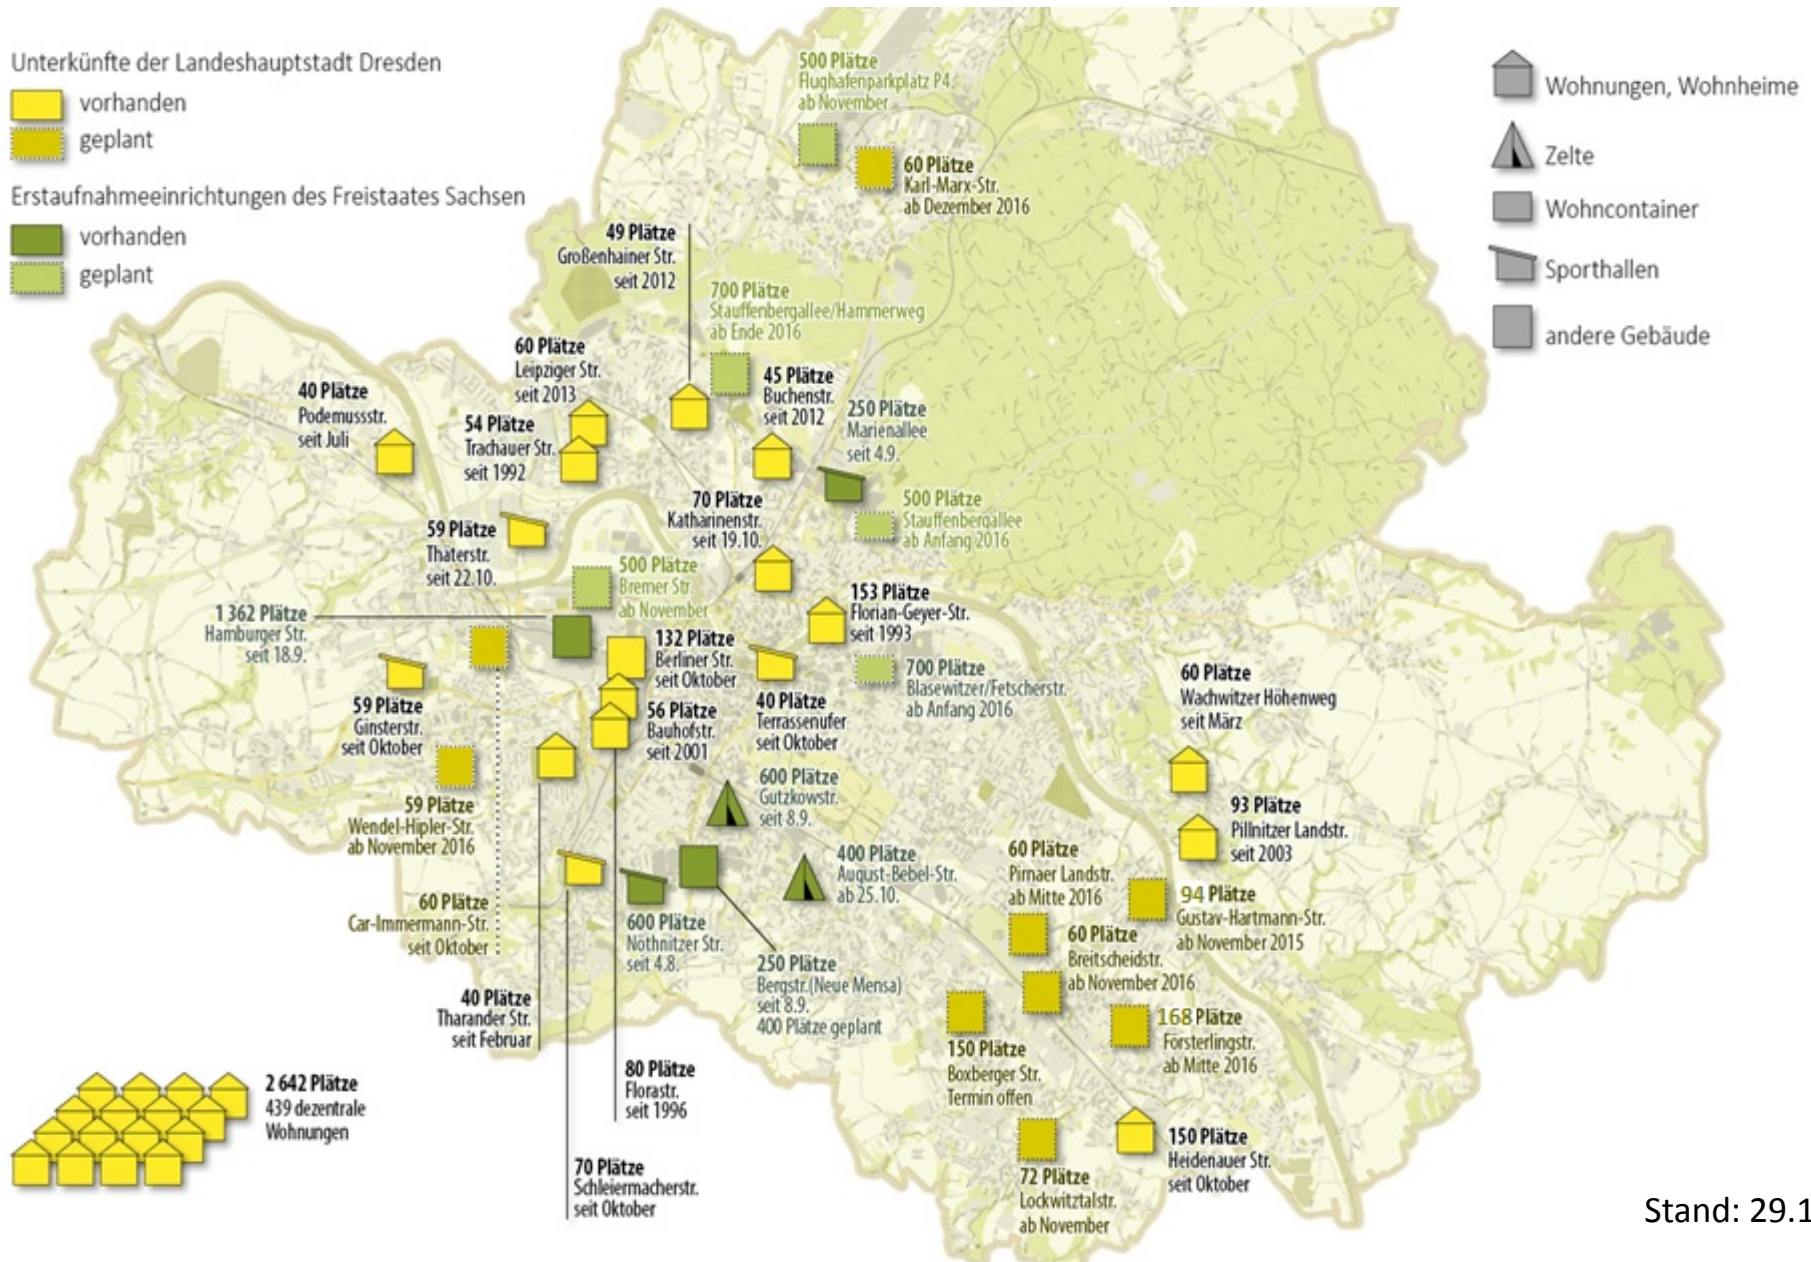 Unterkünfte der Landeshauptstadt Dresden
vorhanden
geplant
Erstaufnahmeeinrichtungen des Freistaates Sachsen
vorhanden
geplant
Wohnungen, Wohnheime
Zelte
Wohncontainer
Sporthallen
andere Gebäude
500 Plätze
Flughafenparkplatz P4
ab November
60 Plätze
Karl-Marx-Str.
ab Dezember 2016
49 Plätze
Großenhainer Str.
seit 2012
700 Plätze
Stauffenbergallee/Hammerweg
ab Ende 2016
60 Plätze
Leipziger Str.
seit 2013
45 Plätze
Buchenstr.
seit 2012
40 Plätze
Podemussstr.
seit Juli
54 Plätze
Trachauer Str.
seit 1992
250 Plätze
Marienallee
seit 4.9.
70 Plätze
Katharinenstr.
seit 19.10.
500 Plätze
Stauffenbergallee
ab Anfang 2016
59 Plätze
Thäterstr.
seit 22.10.
500 Plätze
Bremer Str.
ab November
1 362 Plätze
Hamburger Str.
seit 18.9.
153 Plätze
Florian-Geyer-Str.
seit 1993
132 Plätze
Berliner Str.
seit Oktober
700 Plätze
Blasewitzer/Fetscherstr.
ab Anfang 2016
60 Plätze
Wachwitzer Höhenweg
seit März
59 Plätze
Ginsterstr.
seit Oktober
56 Plätze
Bauhofstr.
seit 2001
40 Plätze
Terrassenufer
seit Oktober
600 Plätze
Gutzkowstr.
seit 8.9.
59 Plätze
Wendel-Hipler-Str.
ab November 2016
93 Plätze
Pillnitzer Landstr.
seit 2003
400 Plätze
August-Bebel-Str.
ab 25.10.
60 Plätze
Pirnaer Landstr.
ab Mitte 2016
94 Plätze
Gustav-Hartmann-Str.
ab November 2015
60 Plätze
Car-Immermann-Str.
seit Oktober
600 Plätze
Nöthnitzer Str.
seit 4.8.
60 Plätze
Breitscheidstr.
ab November 2016
250 Plätze
Bergstr.(Neue Mensa)
seit 8.9.
400 Plätze geplant
40 Plätze
Tharander Str.
seit Februar
168 Plätze
Forsterlingstr.
ab Mitte 2016
150 Plätze
Boxberger Str.
Termin offen
80 Plätze
Florastr.
seit 1996
2 642 Plätze
439 dezentrale
Wohnungen
150 Plätze
Heidenauer Str.
seit Oktober
70 Plätze
Schleiermacherstr.
seit Oktober
72 Plätze
Lockwitztalstr.
ab November
Stand: 29.1